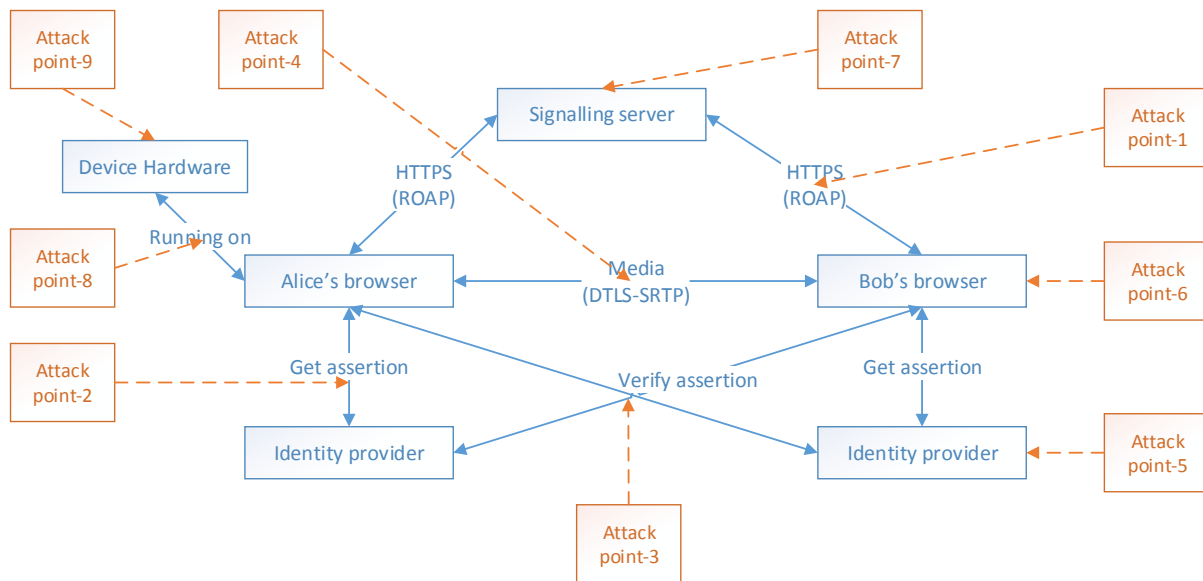 Attack
point-9
Attack
point-4
Attack
point-7
Signalling server
Attack
point-1
Device Hardware
HTTPS
(ROAP)
HTTPS
(ROAP)
Running on
Attack
point-8
Alice's browser
Media
(DTLS-SRTP)
Bob's browser
Attack
point-6
Get assertion
Verify assertion
Get assertion
Attack
point-2
Identity provider
Identity provider
Attack
point-5
Attack
point-3